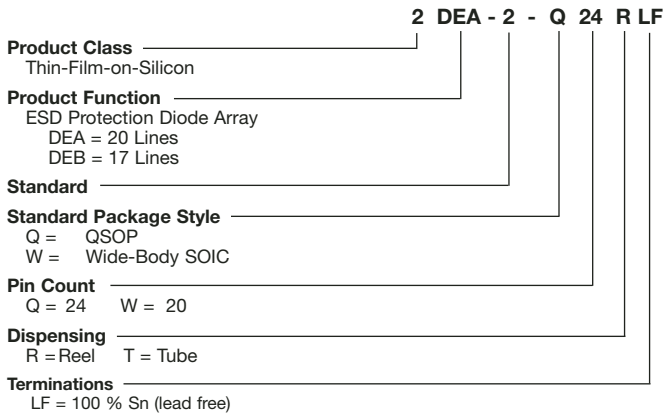 2 DEA - 2 - Q 24 R LF
Product Class
Thin-Film-on-Silicon
Product Function
ESD Protection Diode Array
DEA = 20 Lines
DEB = 17 Lines
Standard
Standard Package Style
Q = QSOP
W = Wide-Body SOIC
Pin Count
Q = 24 W = 20
Dispensing
R = Reel T = Tube
Terminations
LF = 100 % Sn (lead free)